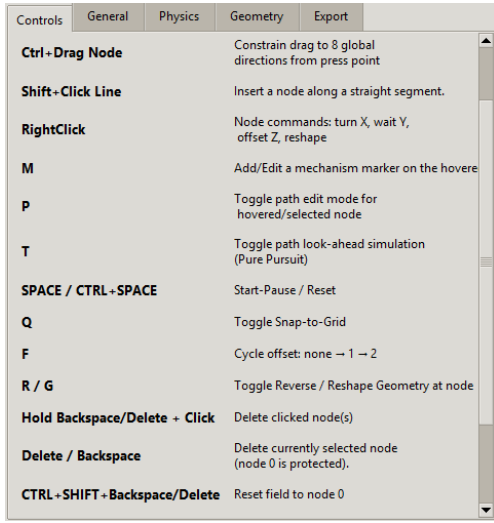 Controls General Physics Geometry Export
Ctrl+Drag Node Constrain drag to 8 global
directions from press point
Shift+Click Line Insert a node along a straight segment.
RightClick Node commands: turn X, wait Y,
offset Z, reshape
M Add/Edit a mechanism marker on the hovere
P Toggle path edit mode for
hovered/selected node
T Toggle path look-ahead simulation
(Pure Pursuit)
SPACE / CTRL+SPACE Start-Pause / Reset
Q Toggle Snap-to-Grid
F Cycle offset: none → 1 → 2
R / G Toggle Reverse / Reshape Geometry at node
Hold Backspace/Delete + Click Delete clicked node(s)
Delete / Backspace Delete currently selected node
(node 0 is protected).
CTRL+SHIFT+Backspace/Delete Reset field to node 0